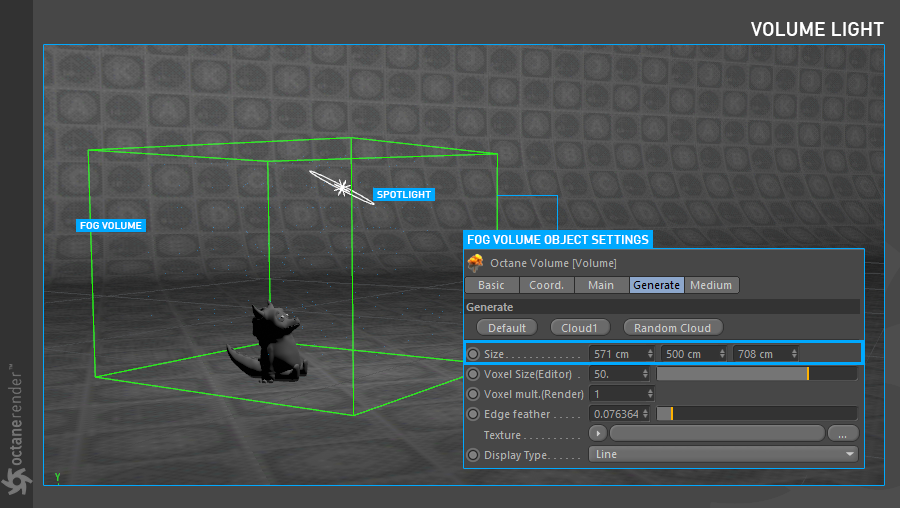 VOLUME LIGHT
SPOTLIGHT
FOG VOLUME
FOG VOLUME OBJECT SETTINGS
Octane Volume [Volume]
Basic Coord. Main Generate Medium
Generate
Default Cloud1 Random Cloud
Size............. 571 cm 500 cm 708 cm
Voxel Size(Editor) . 50.
Voxel mult.(Render) 1
Edge feather ..... 0.076364
Texture .......... ...
Display Type...... Line
Y
octanerender™